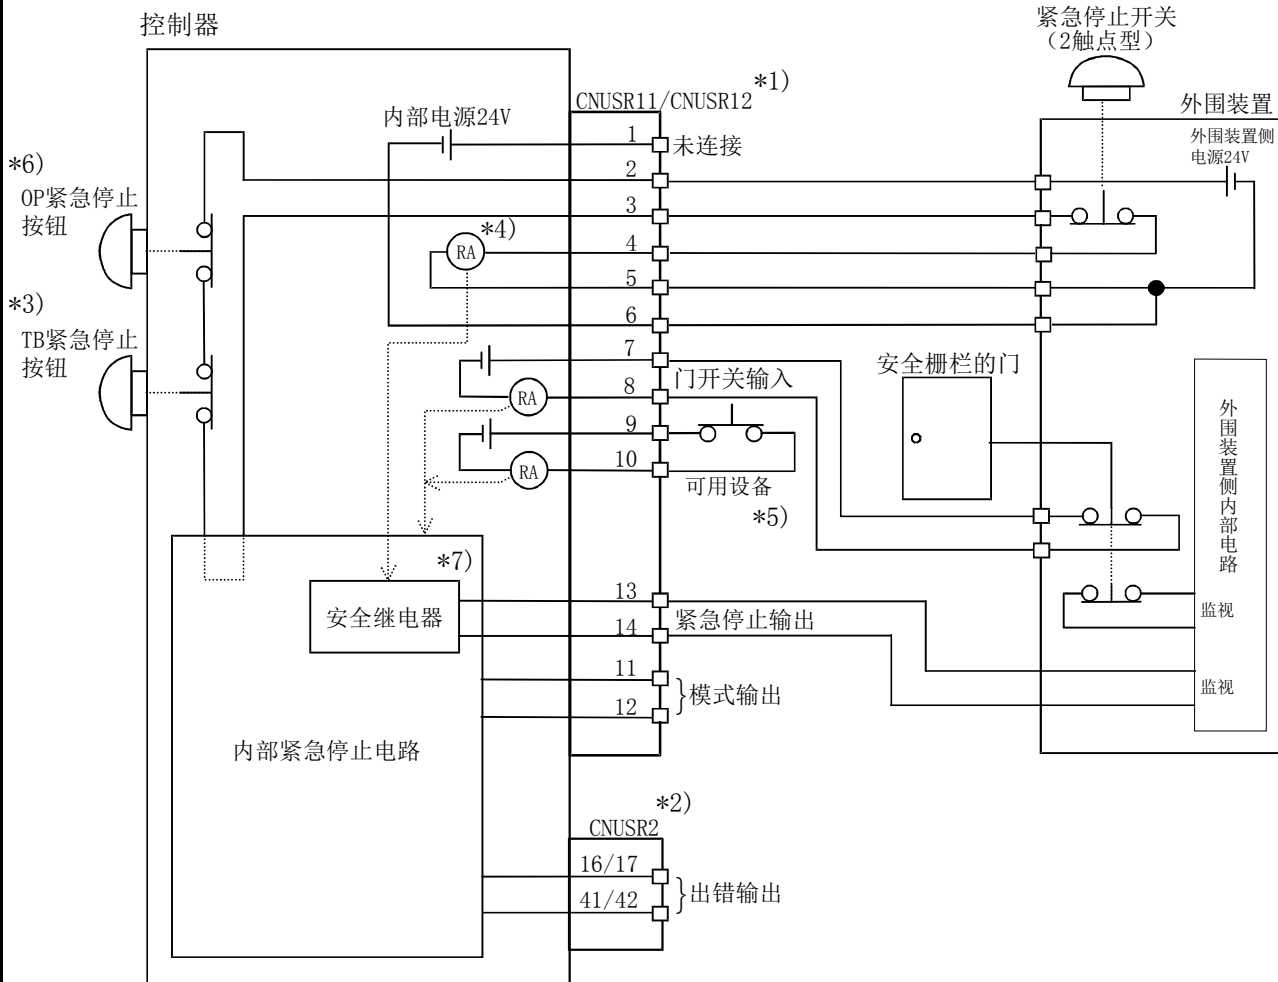 控制器
紧急停止开关
（2触点型）
*1)
CNUSR11/CNUSR12
外围装置
内部电源24V
外围装置侧
电源24V
1
未连接
*6)
2
OP紧急停止
按钮
3
*4)
RA
4
5
*3)
6
TB紧急停止
按钮
7
安全栅栏的门
门开关输入
8
RA
外围装置侧内部电路
9
10
RA
可用设备
*5)
*7)
安全继电器
13
紧急停止输出
14
监视
11
模式输出
12
监视
内部紧急停止电路
*2)
CNUSR2
16/17
出错输出
41/42